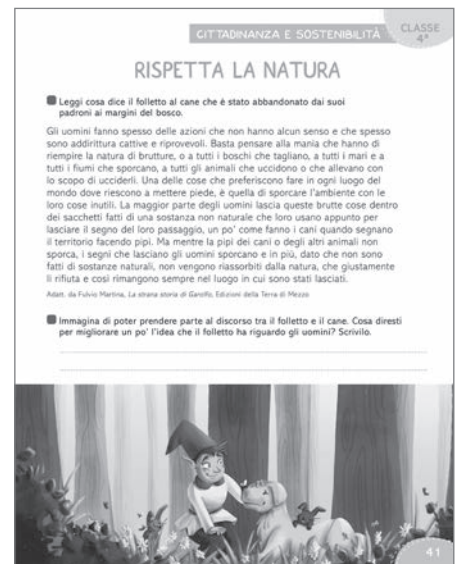 CITTADINANZA E SOSTENIBILITÀ
CLASSE
4ª
RISPETTA LA NATURA
Leggi cosa dice il folletto al cane che è stato abbandonato dai suoi
padroni ai margini del bosco.
Gli uomini fanno spesso delle azioni che non hanno alcun senso e che spesso
sono addirittura cattive e riprovevoli. Basta pensare alla mania che hanno di
riempire la natura di brutture, o a tutti i boschi che tagliano, a tutti i mari e a
tutti i fiumi che sporcano, a tutti gli animali che uccidono o che allevano con
lo scopo di ucciderli. Una delle cose che preferiscono fare in ogni luogo del
mondo dove riescono a mettere piede, è quella di sporcare l'ambiente con le
loro cose inutili. La maggior parte degli uomini lascia queste brutte cose dentro
dei sacchetti fatti di una sostanza non naturale che loro usano appunto per
lasciare il segno del loro passaggio, un po' come fanno i cani quando segnano
il territorio facendo pipì. Ma mentre la pipì dei cani o degli altri animali non
sporca, i segni che lasciano gli uomini sporcano e in più, dato che non sono
fatti di sostanze naturali, non vengono riassorbiti dalla natura, che giustamente
li rifiuta e così rimangono sempre nel luogo in cui sono stati lasciati.
Adatt. da Fulvia Martina, La strana storia di Garolfo, Edizioni della Terra di Mezzo
Immagina di poter prendere parte al discorso tra il folletto e il cane. Cosa diresti
per migliorare un po' l'idea che il folletto ha riguardo gli uomini? Scrivilo.
41